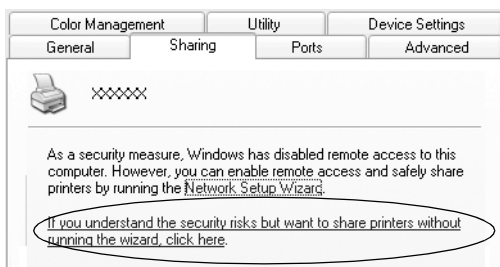 Color Management Utility Device Settings
General Sharing Ports Advanced
XXXXXX
As a security measure, Windows has disabled remote access to this
computer. However, you can enable remote access and safely share
printers by running the Network Setup Wizard.
If you understand the security risks but want to share printers without
running the wizard, click here.